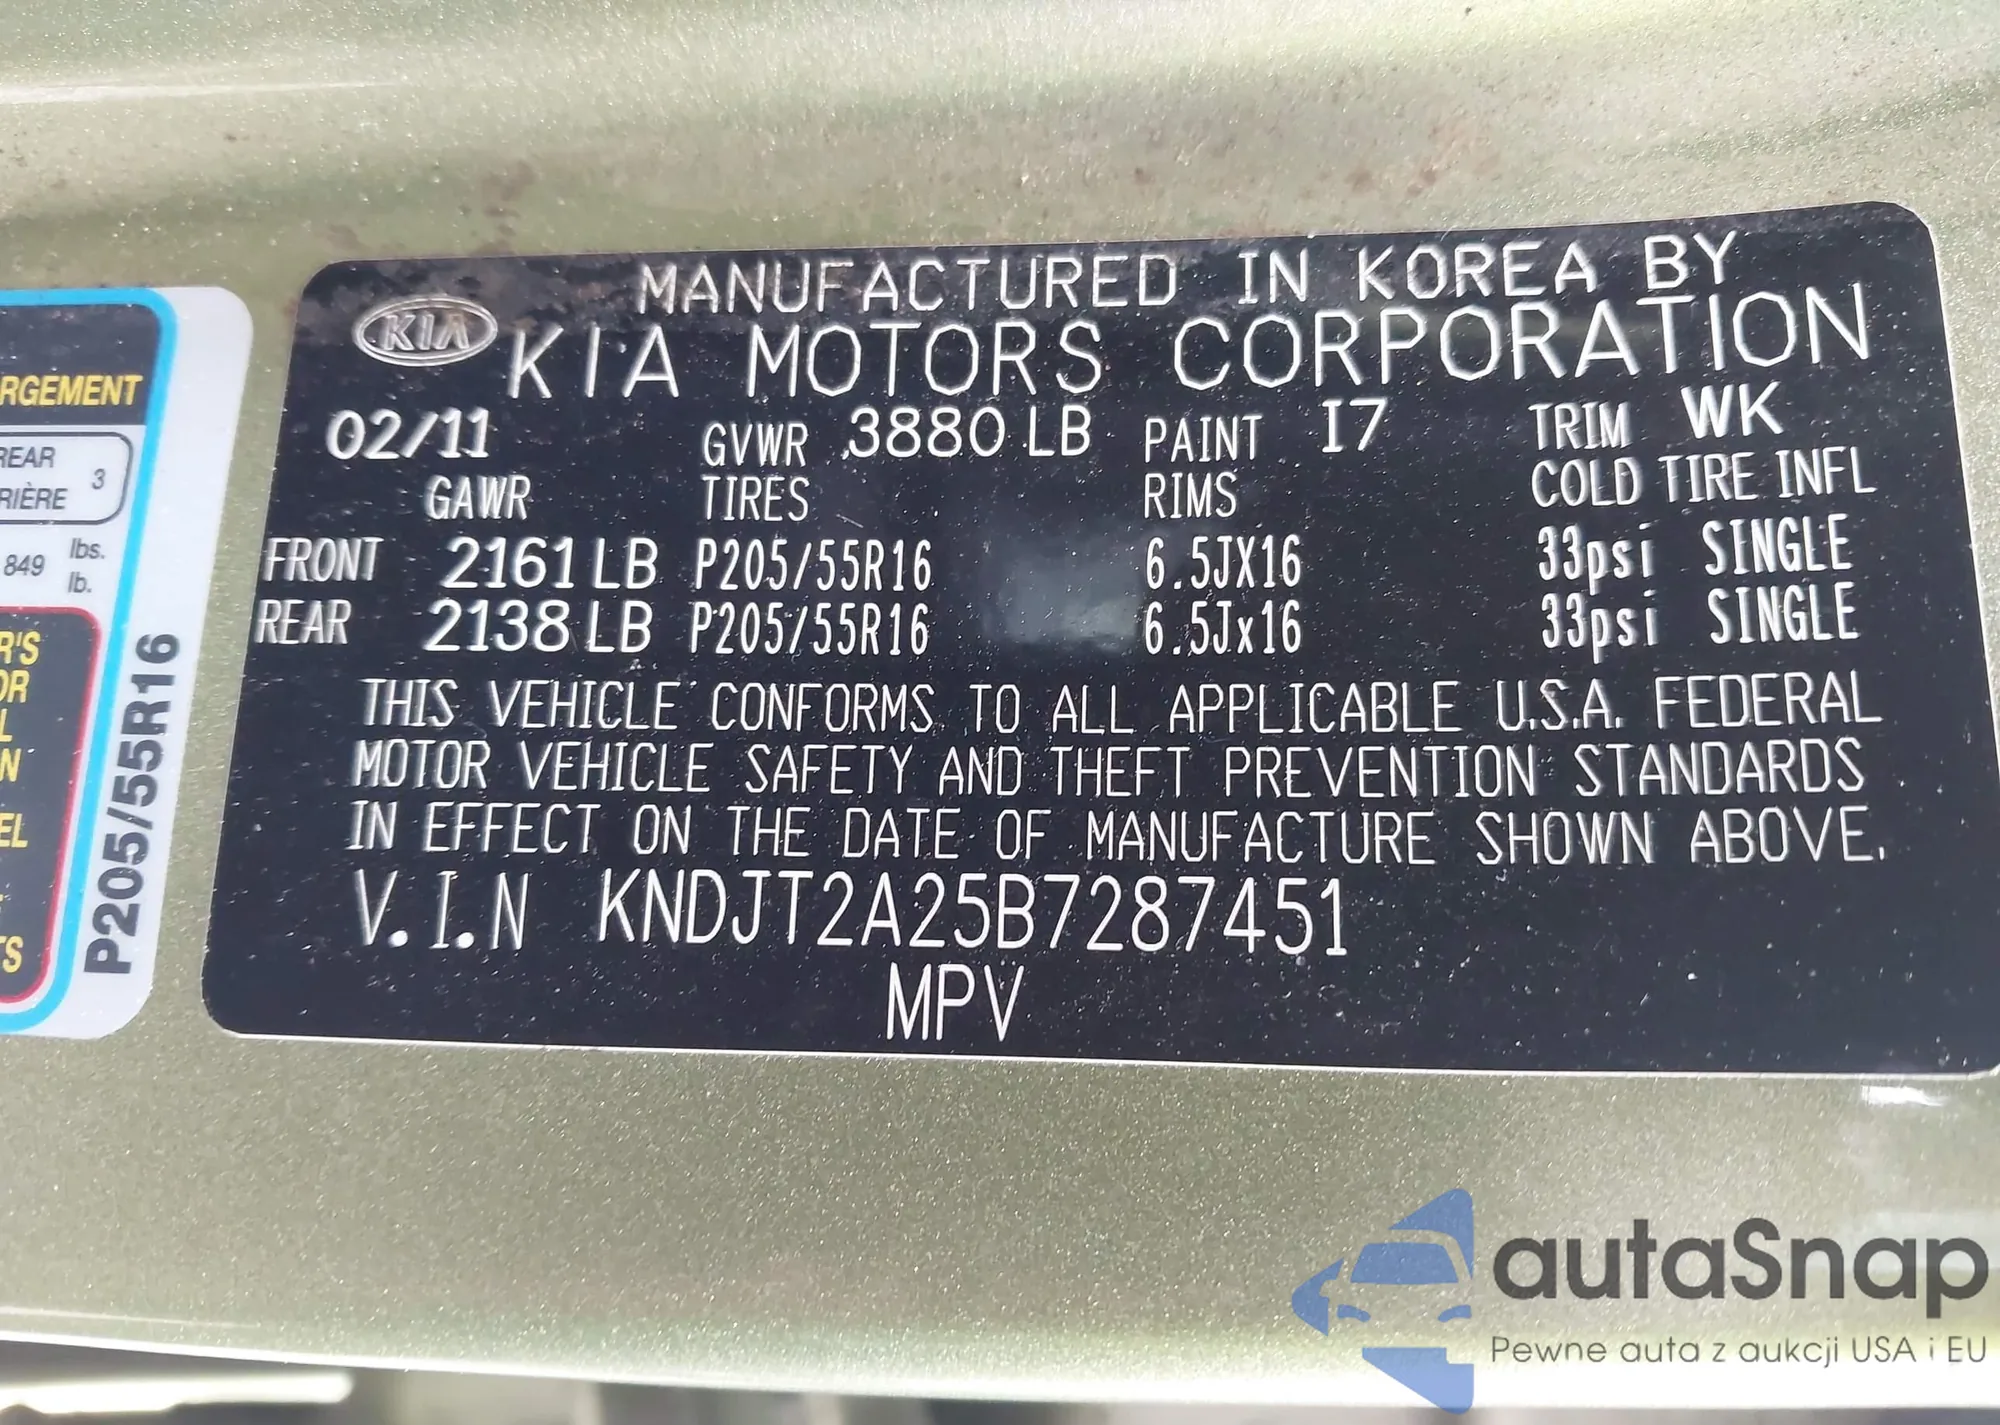 MANUFACTURED IN KOREA BY
KIA KIA MOTORS CORPORATION
02/11 GVWR 3880 LB PAINT I7 TRIM WK
GAWR TIRES RIMS COLD TIRE INFL
FRONT 2161 LB P205/55R16 6.5JX16 33psi SINGLE
REAR 2138 LB P205/55R16 6.5Jx16 33psi SINGLE
THIS VEHICLE CONFORMS TO ALL APPLICABLE U.S.A. FEDERAL
MOTOR VEHICLE SAFETY AND THEFT PREVENTION STANDARDS
IN EFFECT ON THE DATE OF MANUFACTURE SHOWN ABOVE.
V.I.N KNDJT2A25B7287451
MPV
RGEMENT
REAR
RIÈRE 3
849 lbs.
lb.
R'S
OR
L
N
EL
TS
P205/55R16
autaSnap
Pewne auta z aukcji USA i EU